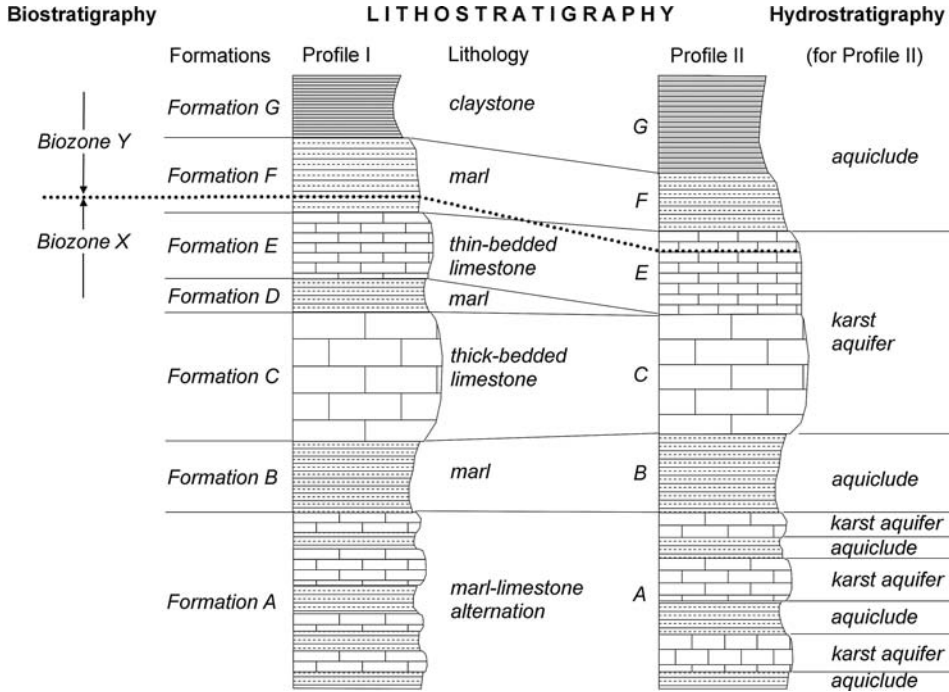 Biostratigraphy
LITHOSTRATIGRAPHY
Hydrostratigraphy
Formations
Profile I
Lithology
Profile II
(for Profile II)
Formation G
claystone
G
Biozone Y
aquiclude
Formation F
marl
F
Biozone X
Formation E
thin-bedded
limestone
E
Formation D
marl
karst
aquifer
Formation C
thick-bedded
limestone
C
Formation B
marl
B
aquiclude
karst aquifer
aquiclude
karst aquifer
Formation A
marl-limestone
alternation
A
aquiclude
karst aquifer
aquiclude